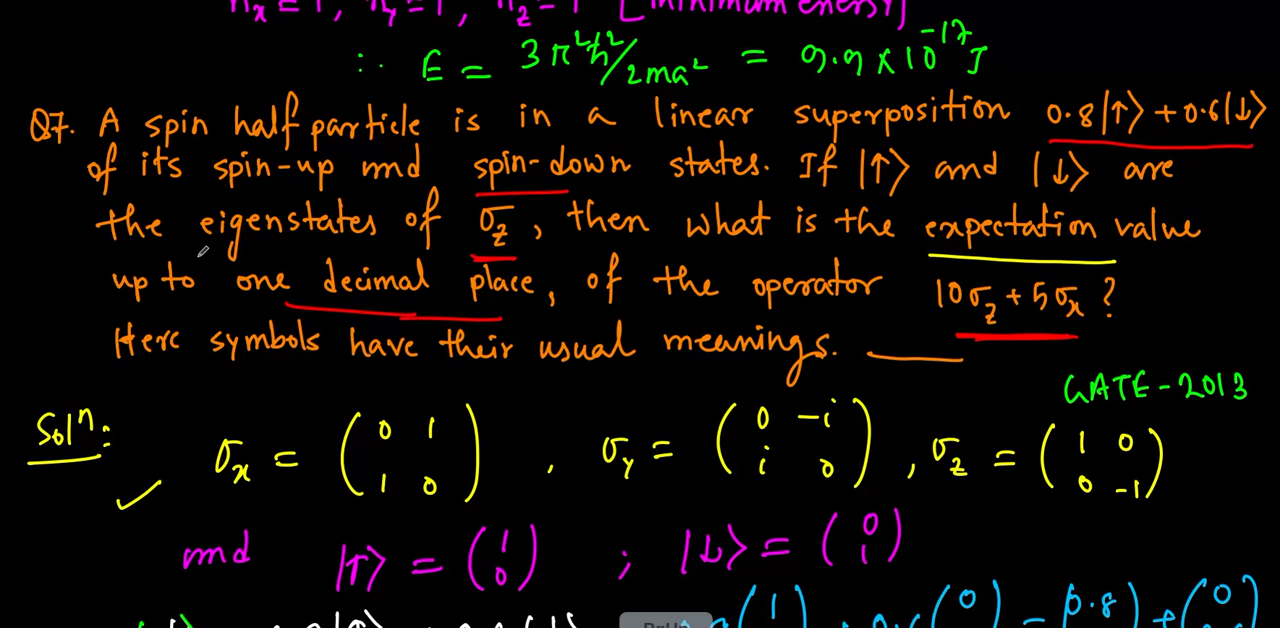 ∴ E = 3π²ħ²/2ma² = 9.9 × 10⁻¹⁷ J
Q7. A spin half particle is in a linear superposition 0.8|↑⟩ + 0.6|↓⟩
of its spin-up and spin-down states. If |↑⟩ and |↓⟩ are
the eigenstates of σz, then what is the expectation value
up to one decimal place, of the operator 10σz + 5σx ?
Here symbols have their usual meanings. ____
GATE-2013
Solⁿ: σx = (0 1; 1 0), σy = (0 -i; i 0), σz = (1 0; 0 -1)
and |↑⟩ = (1; 0) ; |↓⟩ = (0; 1)